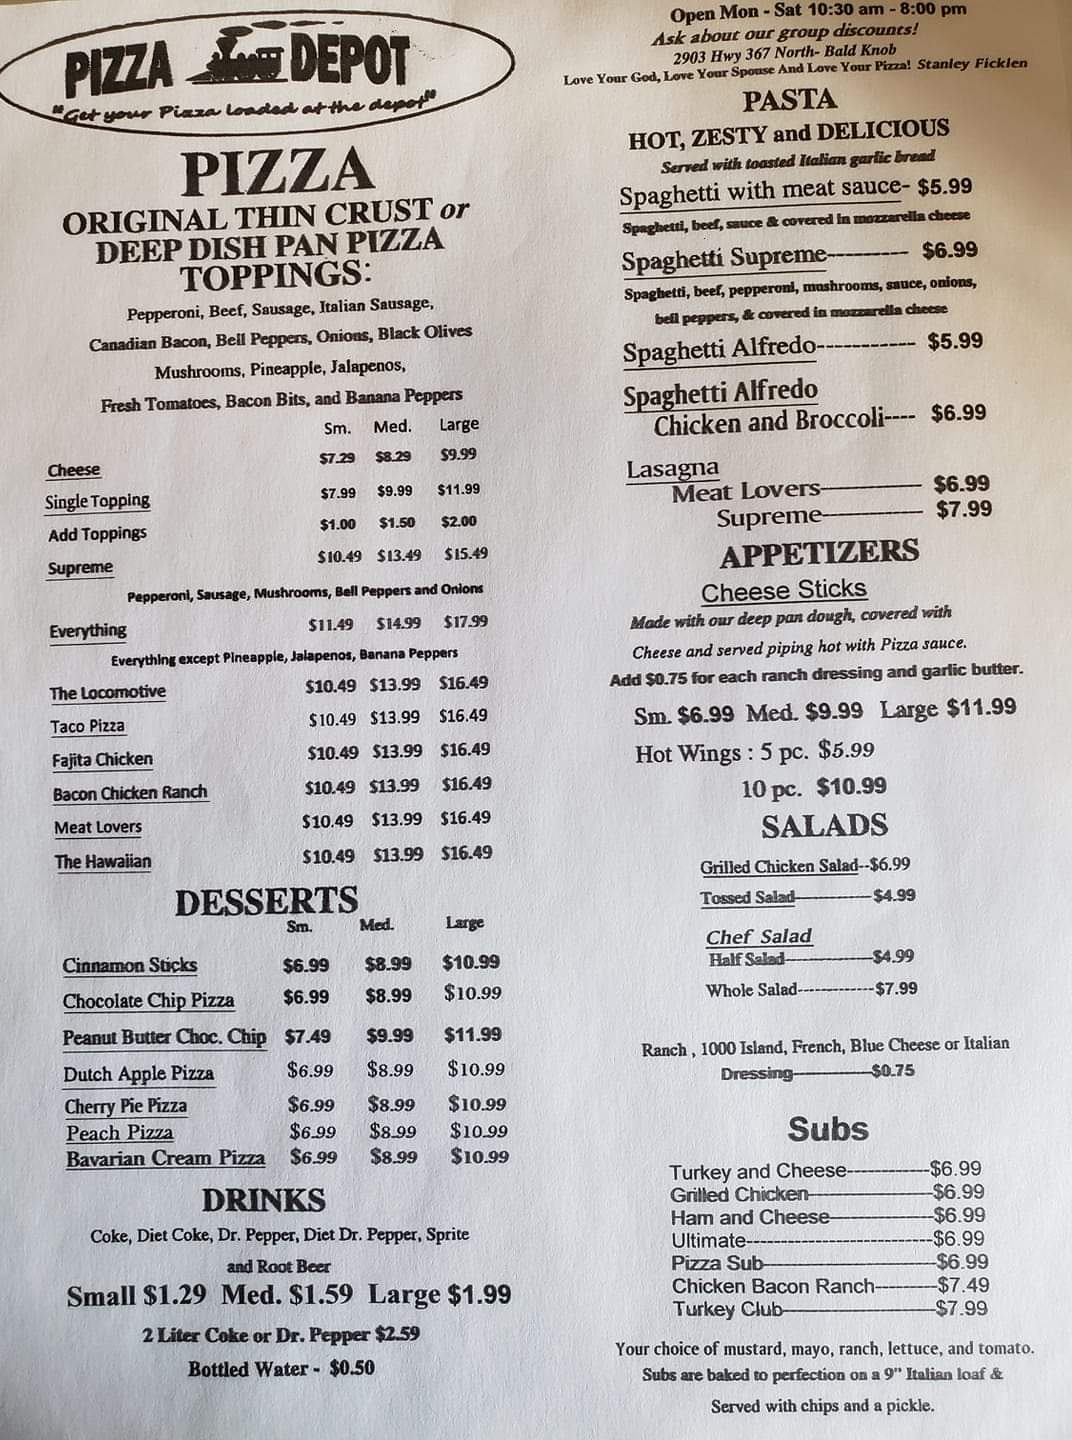 PIZZA DEPOT
"Get your Pizza loaded at the depot"
PIZZA
ORIGINAL THIN CRUST or
DEEP DISH PAN PIZZA
TOPPINGS:
Pepperoni, Beef, Sausage, Italian Sausage,
Canadian Bacon, Bell Peppers, Onions, Black Olives
Mushrooms, Pineapple, Jalapenos,
Fresh Tomatoes, Bacon Bits, and Banana Peppers
Sm. Med. Large
Cheese $7.29 $8.29 $9.99
Single Topping $7.99 $9.99 $11.99
Add Toppings $1.00 $1.50 $2.00
Supreme $10.49 $13.49 $15.49
Pepperoni, Sausage, Mushrooms, Bell Peppers and Onions
Everything $11.49 $14.99 $17.99
Everything except Pineapple, Jalapenos, Banana Peppers
The Locomotive $10.49 $13.99 $16.49
Taco Pizza $10.49 $13.99 $16.49
Fajita Chicken $10.49 $13.99 $16.49
Bacon Chicken Ranch $10.49 $13.99 $16.49
Meat Lovers $10.49 $13.99 $16.49
The Hawaiian $10.49 $13.99 $16.49
DESSERTS
Sm. Med. Large
Cinnamon Sticks $6.99 $8.99 $10.99
Chocolate Chip Pizza $6.99 $8.99 $10.99
Peanut Butter Choc. Chip $7.49 $9.99 $11.99
Dutch Apple Pizza $6.99 $8.99 $10.99
Cherry Pie Pizza $6.99 $8.99 $10.99
Peach Pizza $6.99 $8.99 $10.99
Bavarian Cream Pizza $6.99 $8.99 $10.99
DRINKS
Coke, Diet Coke, Dr. Pepper, Diet Dr. Pepper, Sprite
and Root Beer
Small $1.29 Med. $1.59 Large $1.99
2 Liter Coke or Dr. Pepper $2.59
Bottled Water - $0.50
Open Mon - Sat 10:30 am - 8:00 pm
Ask about our group discounts!
2903 Hwy 367 North- Bald Knob
Love Your God, Love Your Spouse And Love Your Pizza! Stanley Ficklen
PASTA
HOT, ZESTY and DELICIOUS
Served with toasted Italian garlic bread
Spaghetti with meat sauce- $5.99
Spaghetti, beef, sauce & covered in mozzarella cheese
Spaghetti Supreme--------- $6.99
Spaghetti, beef, pepperoni, mushrooms, sauce, onions,
bell peppers, & covered in mozzarella cheese
Spaghetti Alfredo----------- $5.99
Spaghetti Alfredo
Chicken and Broccoli---- $6.99
Lasagna
Meat Lovers----------- $6.99
Supreme----------- $7.99
APPETIZERS
Cheese Sticks
Made with our deep pan dough, covered with
Cheese and served piping hot with Pizza sauce.
Add $0.75 for each ranch dressing and garlic butter.
Sm. $6.99 Med. $9.99 Large $11.99
Hot Wings : 5 pc. $5.99
10 pc. $10.99
SALADS
Grilled Chicken Salad--$6.99
Tossed Salad------------$4.99
Chef Salad
Half Salad-------------$4.99
Whole Salad-------------$7.99
Ranch , 1000 Island, French, Blue Cheese or Italian
Dressing------------$0.75
Subs
Turkey and Cheese------------$6.99
Grilled Chicken------------------$6.99
Ham and Cheese---------------$6.99
Ultimate---------------------------$6.99
Pizza Sub-------------------------$6.99
Chicken Bacon Ranch---------$7.49
Turkey Club----------------------$7.99
Your choice of mustard, mayo, ranch, lettuce, and tomato.
Subs are baked to perfection on a 9" Italian loaf &
Served with chips and a pickle.